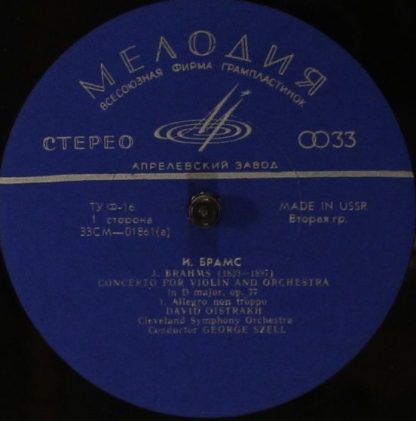 МЕЛОДИЯ
ВСЕСОЮЗНАЯ ФИРМА ГРАМПЛАСТИНОК
СТЕРЕО
33
АПРЕЛЕВСКИЙ ЗАВОД
ТУ Ф-16.
1 сторона
33СМ—01861(а)
MADE IN USSR
Вторая гр.
И. БРАМС
J. BRAHMS (1833—1897)
CONCERTO FOR VIOLIN AND ORCHESTRA
in D major, op. 77
1. Allegro non troppo
DAVID OISTRAKH
Cleveland Symphony Orchestra
Conductor GEORGE SZELL